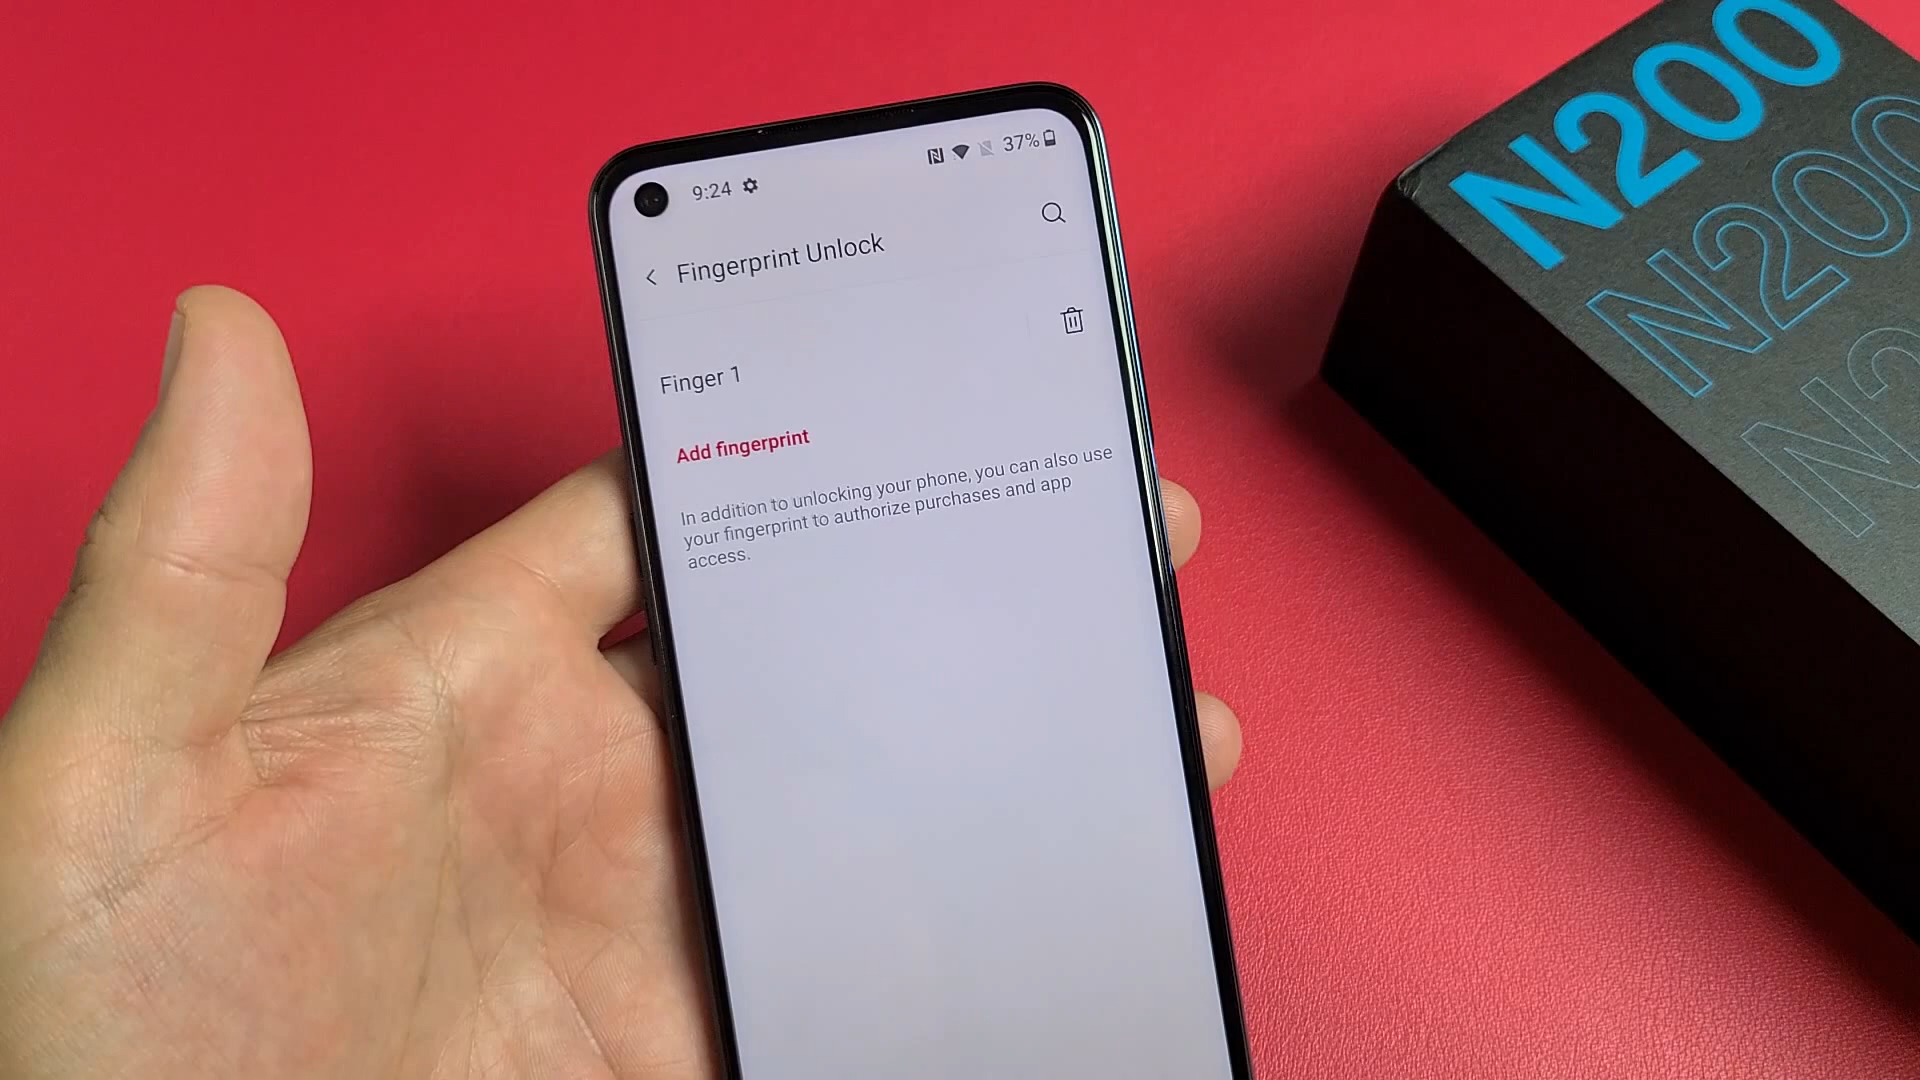 9:24
37%
Fingerprint Unlock
Finger 1
Add fingerprint
In addition to unlocking your phone, you can also use
your fingerprint to authorize purchases and app
access.
N200
N200
N2